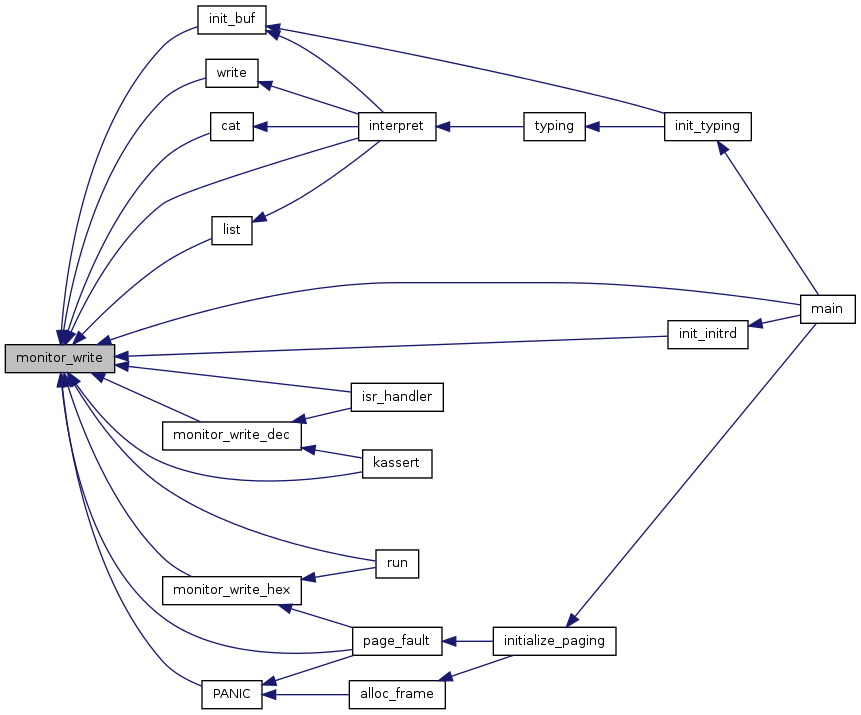 init_buf
write
cat
interpret
typing
init_typing
list
main
init_initrd
monitor_write
isr_handler
monitor_write_dec
kassert
run
monitor_write_hex
page_fault
initialize_paging
PANIC
alloc_frame